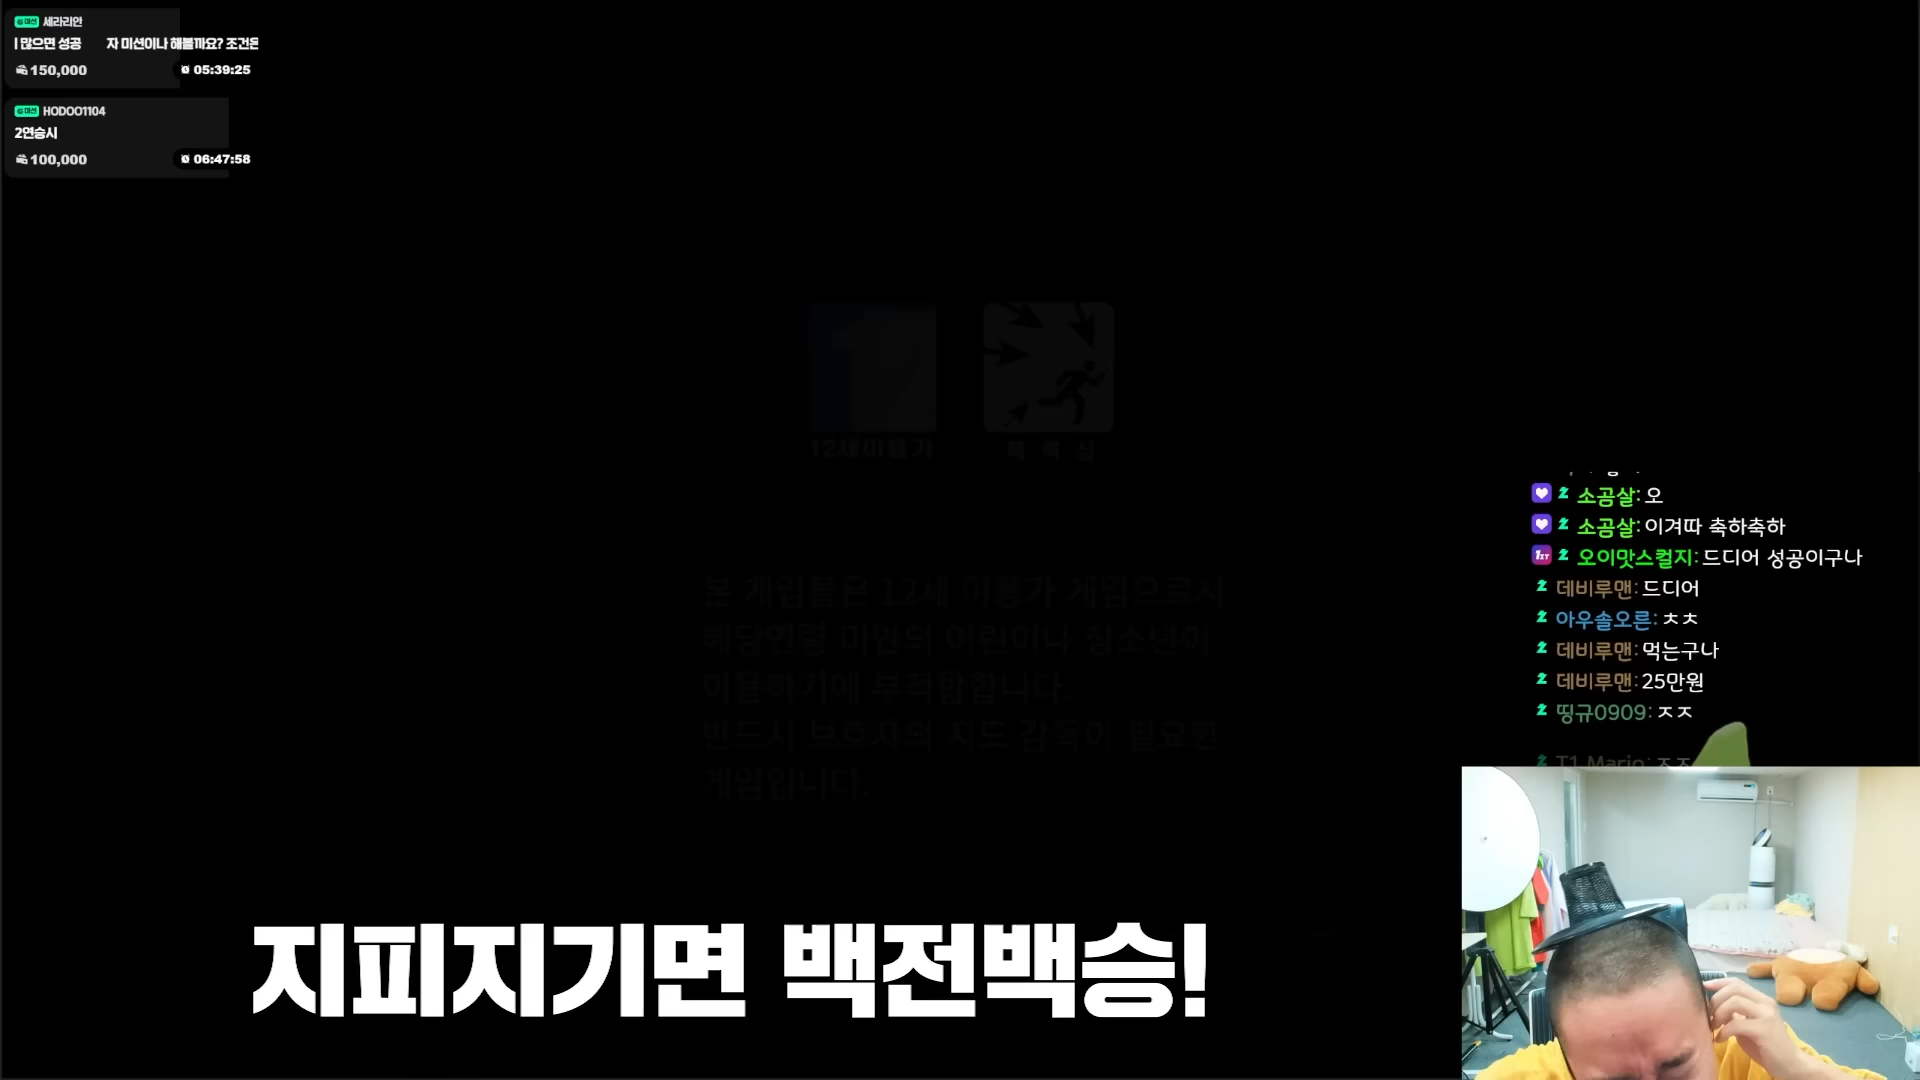 미션 세라리안
많으면 성공 자 미션이나 해볼까요? 조건은
150,000 05:39:25
미션 HODOO1104
2연승시
100,000 06:47:58
12세이용가
본 게임물은 12세 이용가 게임으로서
해당연령 미만의 어린이나 청소년이
이용하기에 부적합합니다.
반드시 보호자의 지도 감독이 필요한
게임입니다.
소곰살: 오
소곰살: 이겨따 축하축하
오이맛스컬지: 드디어 성공이구나
데비루맨: 드디어
아우솔오른: ㅊㅊ
데비루맨: 먹는구나
데비루맨: 25만원
띵규0909: ㅈㅈ
T1 Mario: ㅈㅈ
지피지기면 백전백승!